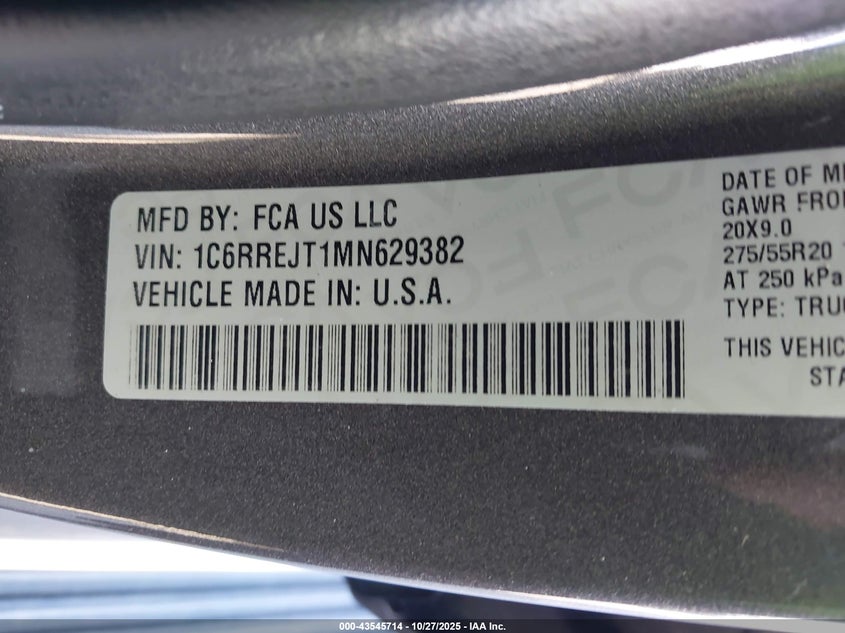 MFD BY: FCA US LLC
VIN: 1C6RREJT1MN629382
VEHICLE MADE IN: U.S.A.
DATE OF
GAWR
20X9.0
275/55R20
AT 250 kPa
TYPE:
THIS
FCA
000-43545714 - 10/27/2025 - IAA Inc.